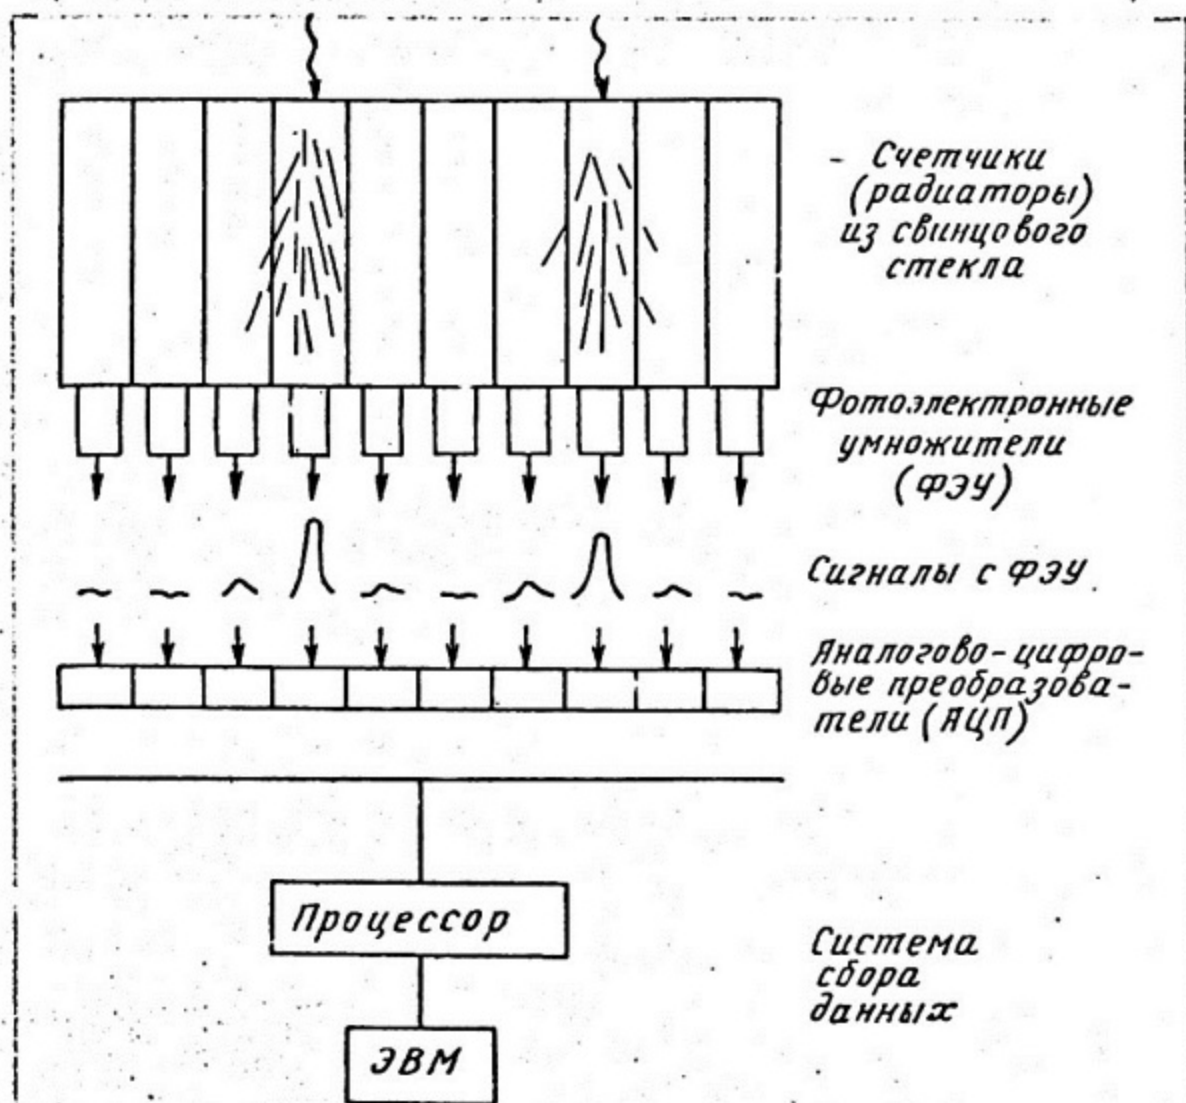 - Счетчики
(радиаторы)
из свинцового
стекла
Фотоэлектронные
умножители
(ФЭУ)
Сигналы с ФЭУ
Аналогово-цифро-
вые преобразова-
тели (АЦП)
Процессор
Система
сбора
данных
ЭВМ